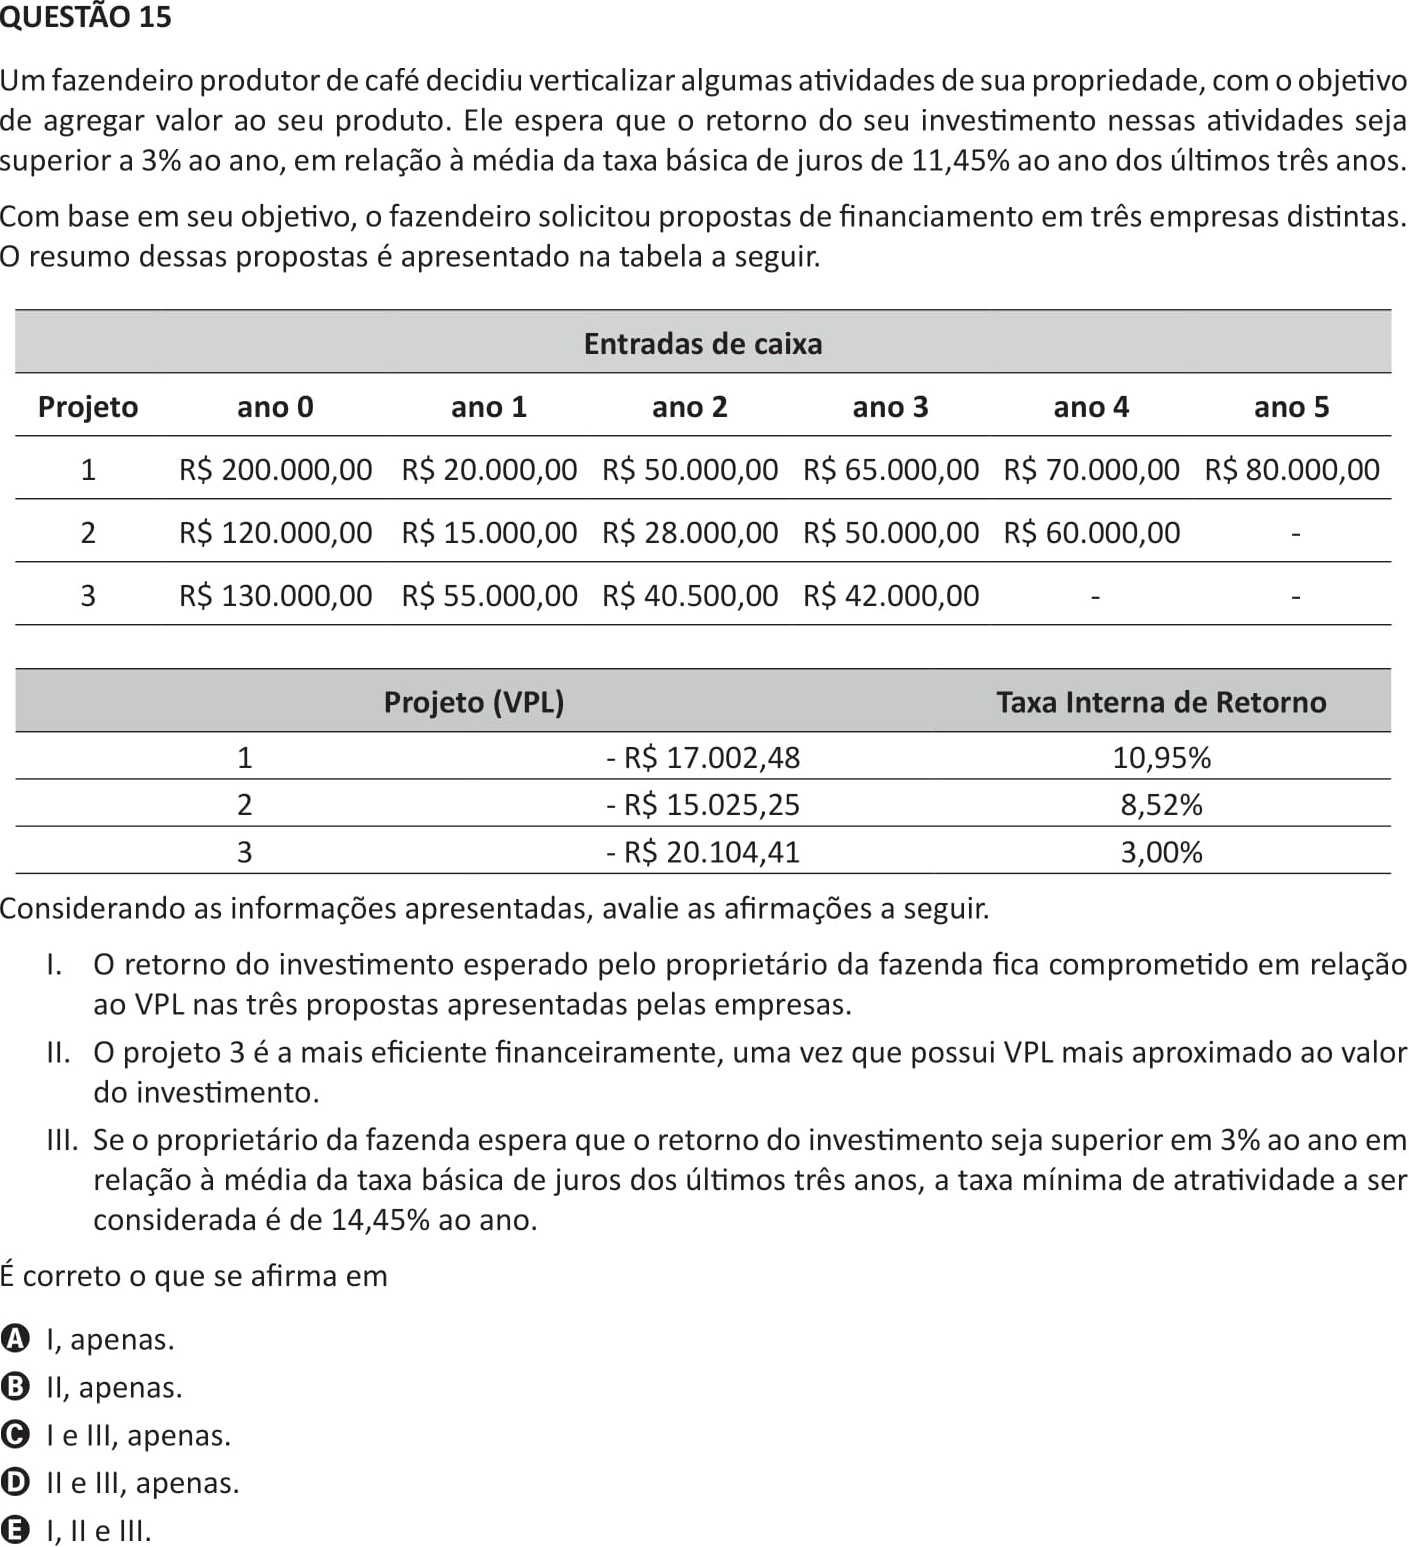 QUESTÃO 15
Um fazendeiro produtor de café decidiu verticalizar algumas atividades de sua propriedade, com o objetivo
de agregar valor ao seu produto. Ele espera que o retorno do seu investimento nessas atividades seja
superior a 3% ao ano, em relação à média da taxa básica de juros de 11,45% ao ano dos últimos três anos.
Com base em seu objetivo, o fazendeiro solicitou propostas de financiamento em três empresas distintas.
O resumo dessas propostas é apresentado na tabela a seguir.
Entradas de caixa
Projeto ano 0 ano 1 ano 2 ano 3 ano 4 ano 5
1 R$ 200.000,00 R$ 20.000,00 R$ 50.000,00 R$ 65.000,00 R$ 70.000,00 R$ 80.000,00
2 R$ 120.000,00 R$ 15.000,00 R$ 28.000,00 R$ 50.000,00 R$ 60.000,00 -
3 R$ 130.000,00 R$ 55.000,00 R$ 40.500,00 R$ 42.000,00 - -
Projeto (VPL) Taxa Interna de Retorno
1 - R$ 17.002,48 10,95%
2 - R$ 15.025,25 8,52%
3 - R$ 20.104,41 3,00%
Considerando as informações apresentadas, avalie as afirmações a seguir.
I. O retorno do investimento esperado pelo proprietário da fazenda fica comprometido em relação
ao VPL nas três propostas apresentadas pelas empresas.
II. O projeto 3 é a mais eficiente financeiramente, uma vez que possui VPL mais aproximado ao valor
do investimento.
III. Se o proprietário da fazenda espera que o retorno do investimento seja superior em 3% ao ano em
relação à média da taxa básica de juros dos últimos três anos, a taxa mínima de atratividade a ser
considerada é de 14,45% ao ano.
É correto o que se afirma em
A I, apenas.
B II, apenas.
C I e III, apenas.
D II e III, apenas.
E I, II e III.